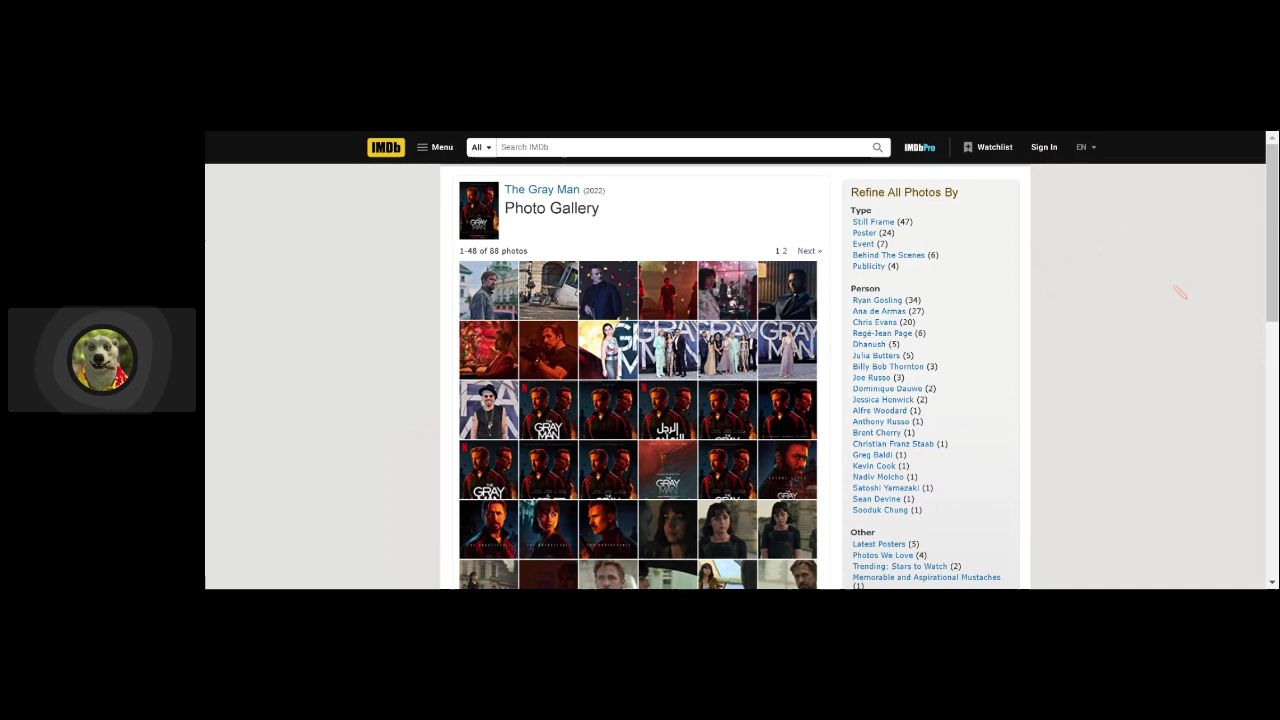 IMDb
Menu
All
Search IMDb
IMDbPro
Watchlist
Sign In
EN
The Gray Man (2022)
Photo Gallery
1-48 of 88 photos
1 2 Next »
THE
GRAY
MAN
الرجل
Refine All Photos By
Type
Still Frame (47)
Poster (24)
Event (7)
Behind The Scenes (6)
Publicity (4)
Person
Ryan Gosling (34)
Ana de Armas (27)
Chris Evans (20)
Regé-Jean Page (6)
Dhanush (5)
Julia Butters (5)
Billy Bob Thornton (3)
Joe Russo (3)
Dominique Dauwe (2)
Jessica Henwick (2)
Alfre Woodard (1)
Anthony Russo (1)
Brent Cherry (1)
Christian Franz Staab (1)
Greg Baldi (1)
Kevin Cook (1)
Nadiv Molcho (1)
Satoshi Yamazaki (1)
Sean Devine (1)
Sooduk Chung (1)
Other
Latest Posters (5)
Photos We Love (4)
Trending: Stars to Watch (2)
Memorable and Aspirational Mustaches
(1)